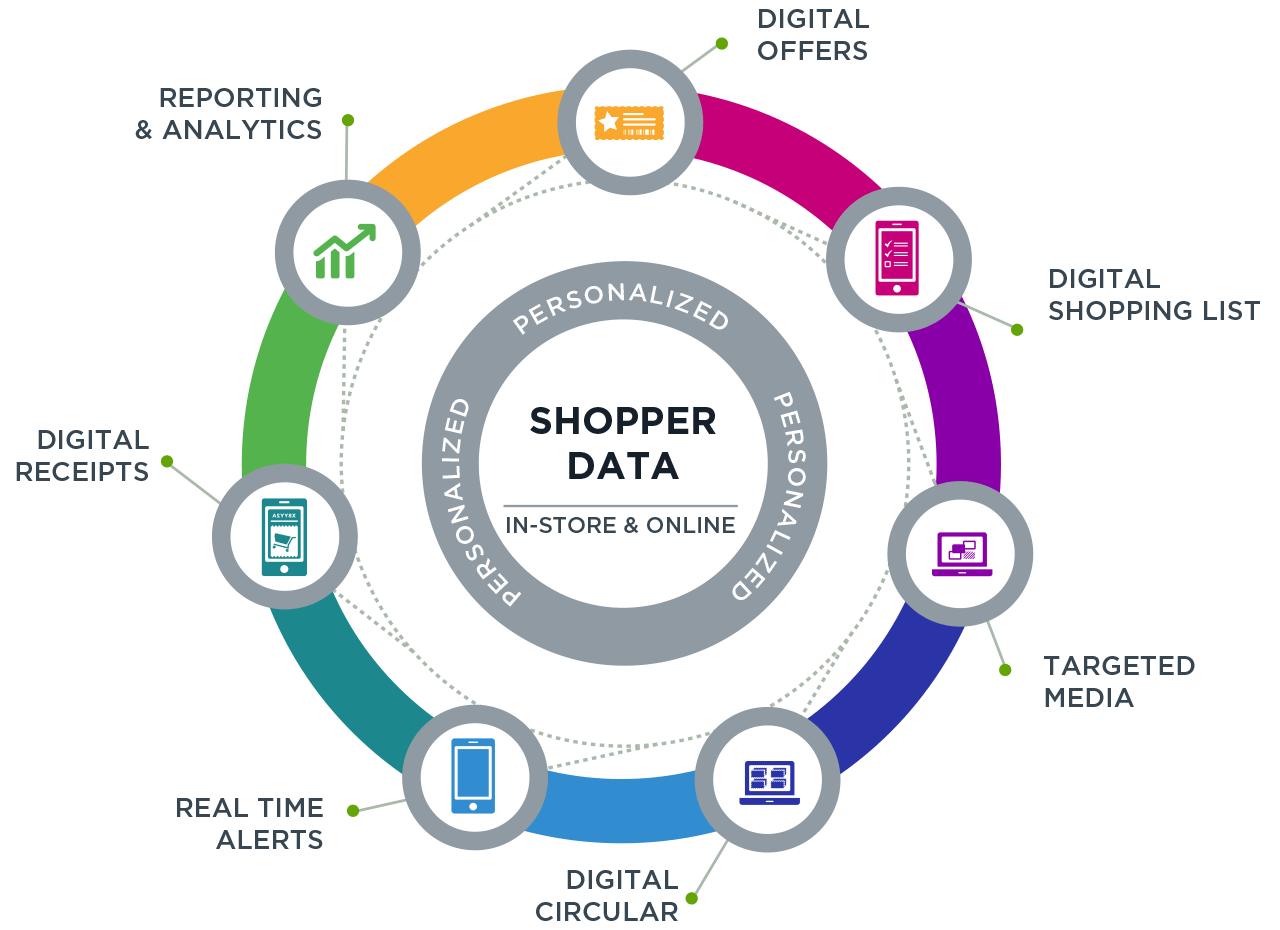 DIGITAL
OFFERS
REPORTING
& ANALYTICS
DIGITAL
SHOPPING LIST
PERSONALIZED
PERSONALIZED
PERSONALIZED
SHOPPER
DATA
IN-STORE & ONLINE
DIGITAL
RECEIPTS
TARGETED
MEDIA
REAL TIME
ALERTS
DIGITAL
CIRCULAR